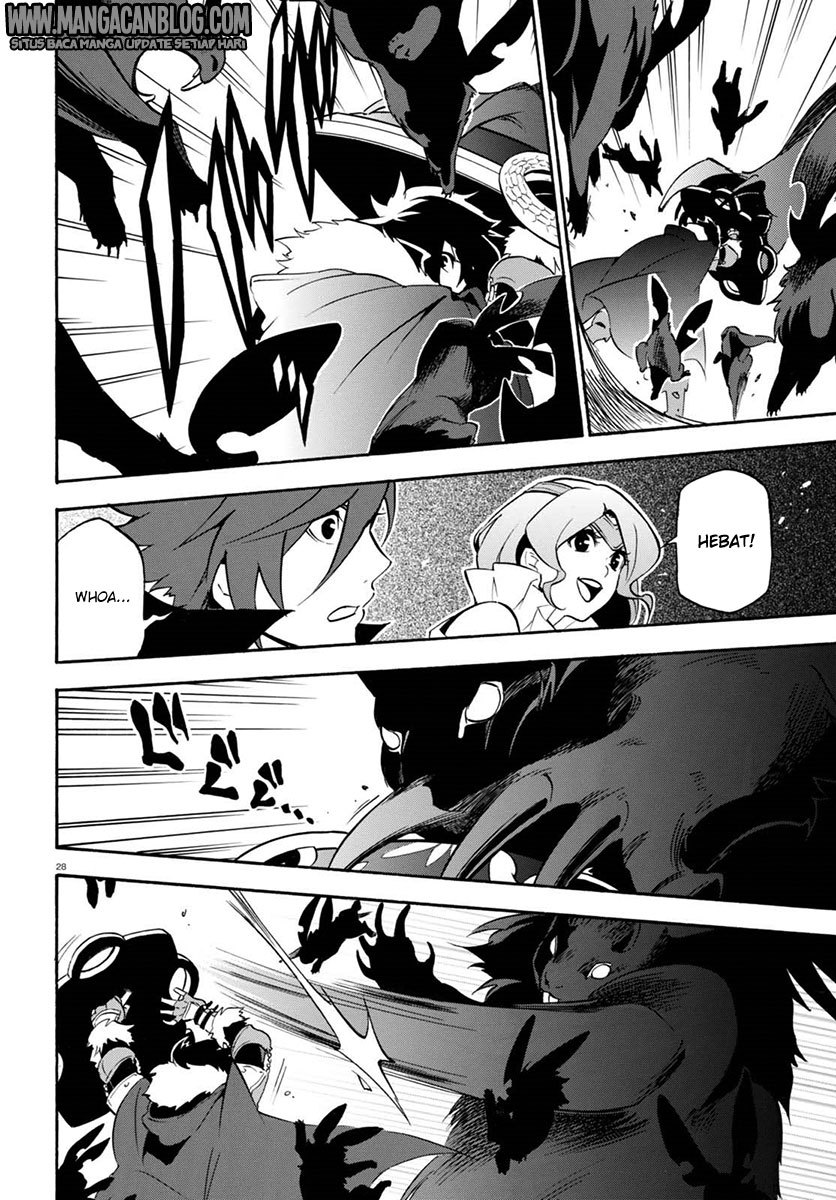 WWW.MANGACANBLOG.COM
SITUS BACA MANGA UPDATE SETIAP HARI
HEBAT!
WHOA...
28